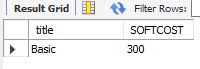 Result Grid Filter Rows:
title SOFTCOST
Basic 300